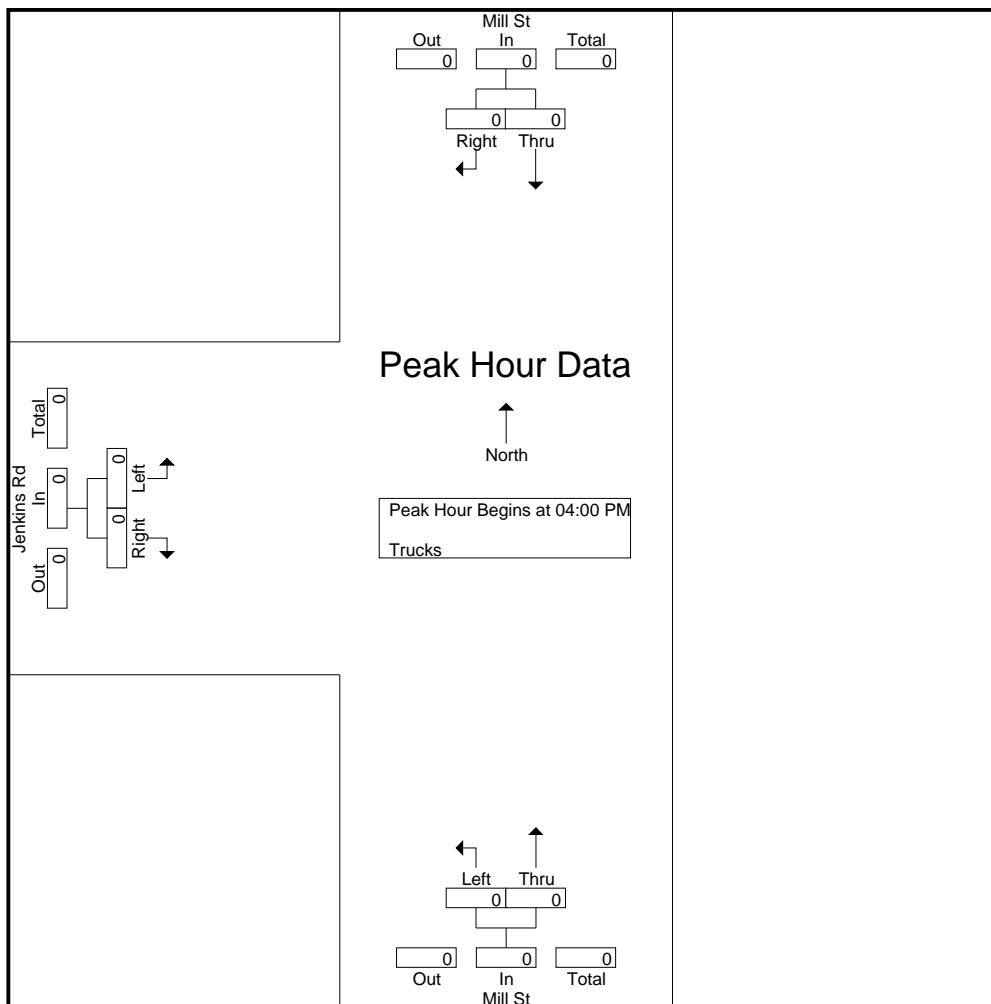 Mill St
Out In Total
0 0 0
0 0
Right Thru
Peak Hour Data
North
Peak Hour Begins at 04:00 PM
Trucks
Jenkins Rd
Out In Total
0 0 0
0 0
Right Left
Left Thru
0 0
0 0 0
Out In Total
Mill St